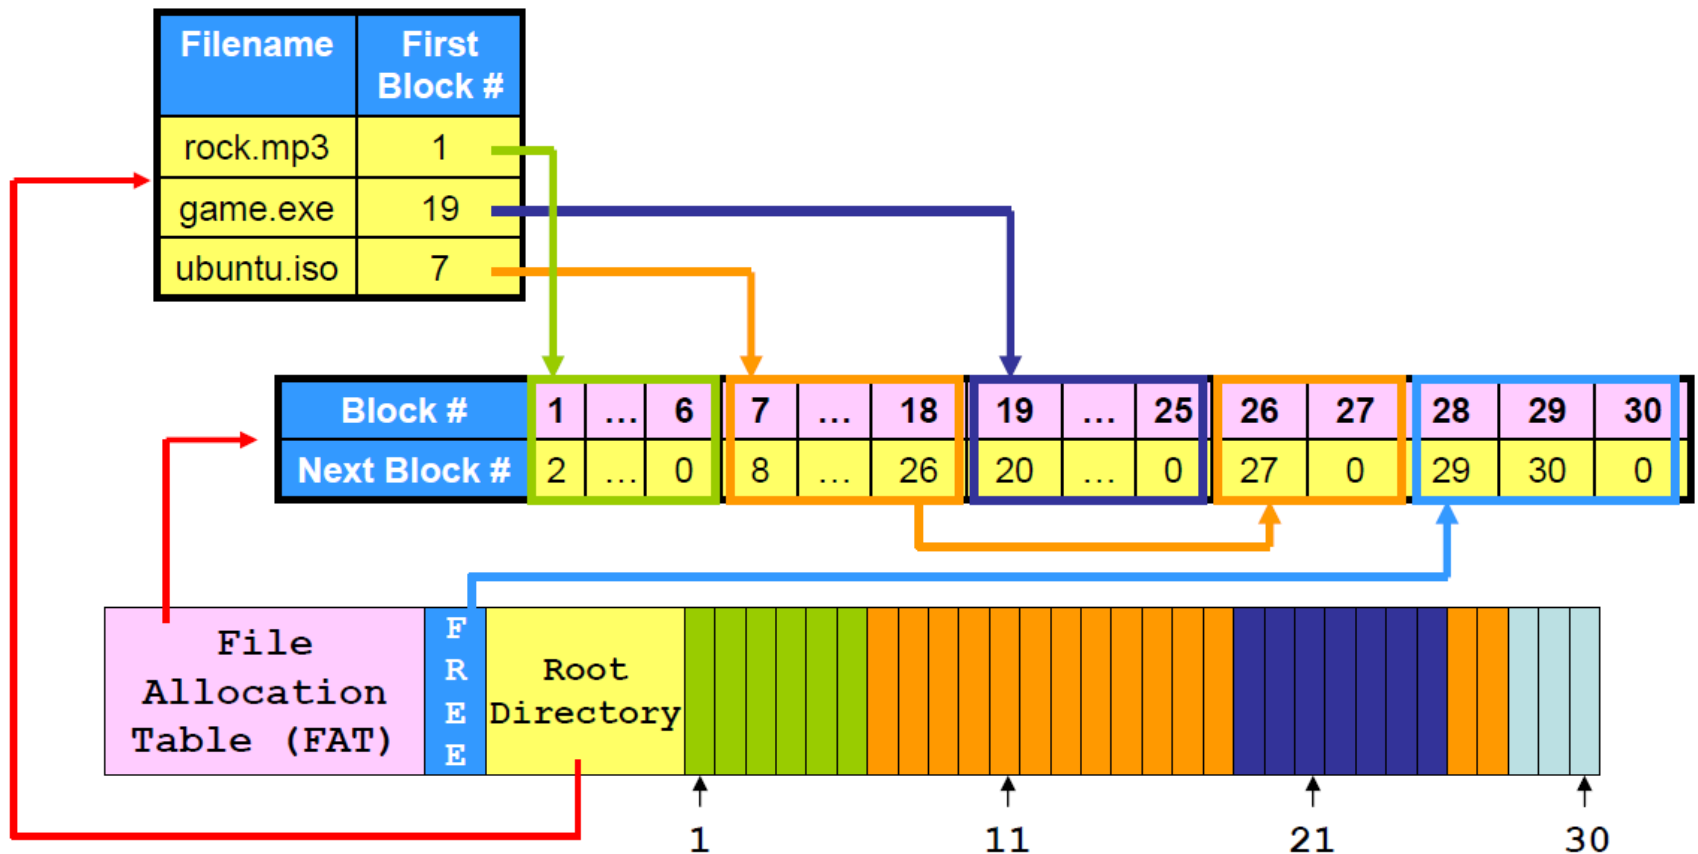 Filename First
Block #
rock.mp3 1
game.exe 19
ubuntu.iso 7
Block # 1 ... 6 7 ... 18 19 ... 25 26 27 28 29 30
Next Block # 2 ... 0 8 ... 26 20 ... 0 27 0 29 30 0
File
Allocation
Table (FAT)
F
R
E
E
Root
Directory
1 11 21 30